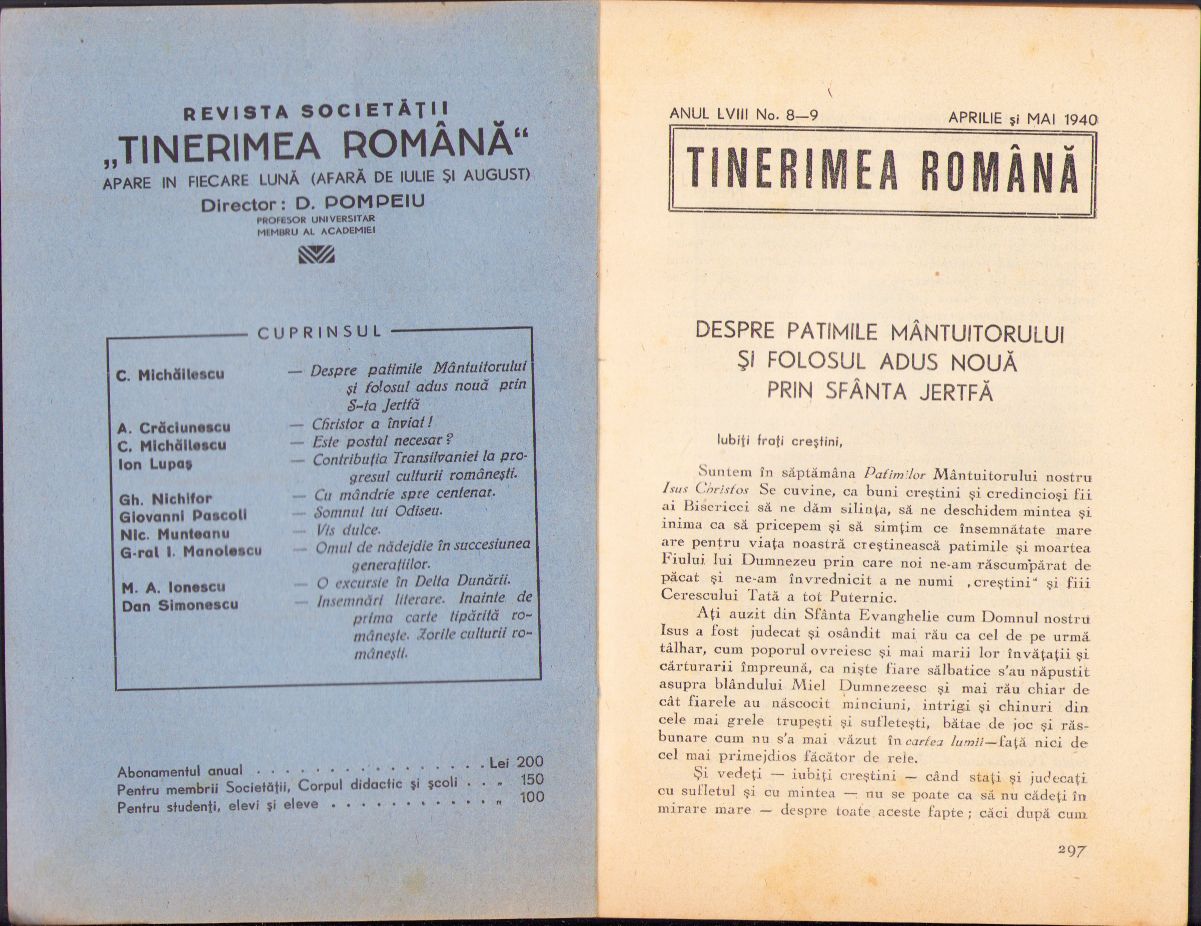 REVISTA SOCIETĂȚII
„TINERIMEA ROMÂNĂ“
APARE IN FIECARE LUNĂ (AFARĂ DE IULIE ȘI AUGUST)
Director: D. POMPEIU
PROFESOR UNIVERSITAR
MEMBRU AL ACADEMIEI
CUPRINSUL
C. Michăilescu — Despre patimile Mântuitorului
și folosul adus nouă prin
S-ta Jertfă
A. Crăciunescu — Christor a înviat!
C. Michăilescu — Este postul necesar?
Ion Lupaș — Contribuția Transilvaniei la pro-
gresul culturii românești.
Gh. Nichifor — Cu mândrie spre centenar.
Giovanni Pascoli — Somnul lui Odiseu.
Nic. Munteanu — Vis dulce.
G-ral I. Manolescu — Omul de nădejdie în succesiunea
generațiilor.
M. A. Ionescu — O excursie în Delta Dunării.
Dan Simonescu — Insemnări literare. Inainte de
prima carte tipărită ro-
mânește. Zorile culturii ro-
mânești.
Abonamentul anual . . . . . . . . . . . . . . . . Lei 200
Pentru membrii Societății, Corpul didactic și școli . . . „ 150
Pentru studenți, elevi și eleve . . . . . . . . . . . . „ 100
ANUL LVIII No. 8—9 APRILIE și MAI 1940
TINERIMEA ROMÂNĂ
DESPRE PATIMILE MÂNTUITORULUI
ȘI FOLOSUL ADUS NOUĂ
PRIN SFÂNTA JERTFĂ
Iubiți frați creștini,
Suntem în săptămâna Patimilor Mântuitorului nostru
Isus Christos Se cuvine, ca buni creștini și credincioși fii
ai Bisericei să ne dăm silința, să ne deschidem mintea și
inima ca să pricepem și să simțim ce însemnătate mare
are pentru viața noastră creștinească patimile și moartea
Fiului lui Dumnezeu prin care noi ne-am răscumpărat de
păcat și ne-am învrednicit a ne numi „creștini“ și fiii
Cerescului Tată a tot Puternic.
Ați auzit din Sfânta Evanghelie cum Domnul nostru
Isus a fost judecat și osândit mai rău ca cel de pe urmă
tâlhar, cum poporul ovreiesc și mai marii lor învățații și
cărturarii împreună, ca niște fiare sălbatice s'au năpustit
asupra blândului Miel Dumnezeesc și mai rău chiar de
cât fiarele au născocit minciuni, intrigi și chinuri din
cele mai grele trupești și sufletești, bătae de joc și răs-
bunare cum nu s'a mai văzut în cartea lumii—față nici de
cel mai primejdios făcător de rele.
Și vedeți — iubiți creștini — când stați și judecați
cu sufletul și cu mintea — nu se poate ca să nu cădeți în
mirare mare — despre toate aceste fapte; căci după cum
297